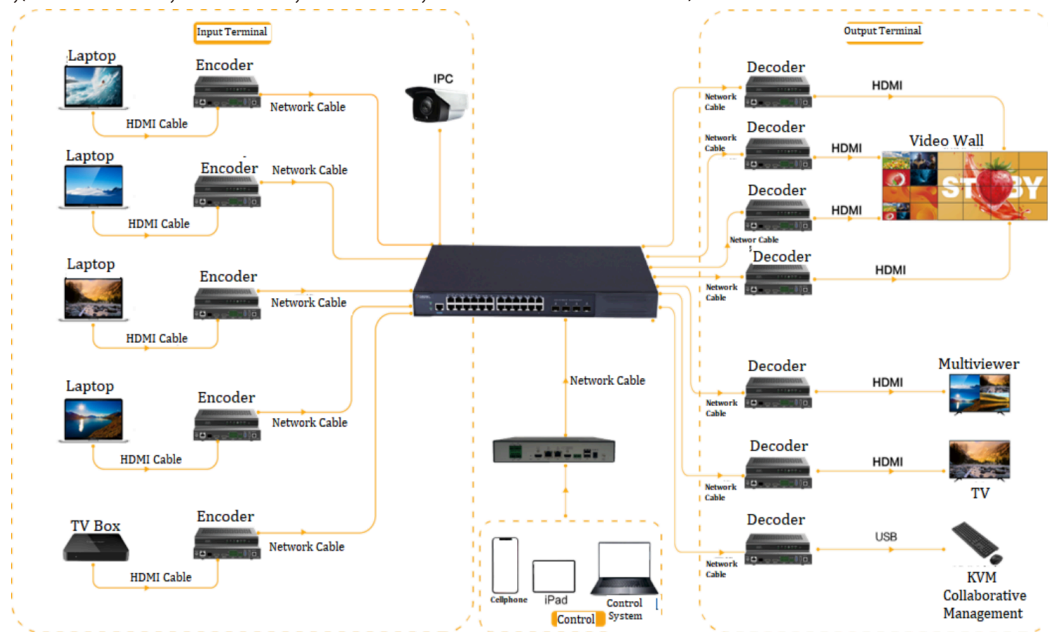 Input Terminal
Output Terminal
Laptop
Encoder
HDMI Cable
Network Cable
IPC
Laptop
Encoder
HDMI Cable
Network Cable
Laptop
Encoder
HDMI Cable
Network Cable
Laptop
Encoder
HDMI Cable
Network Cable
TV Box
Encoder
HDMI Cable
Network Cable
Network Cable
Cellphone
iPad
Control
System
Control
Decoder
Network
Cable
HDMI
Decoder
Network
Cable
HDMI
Video Wall
ST BY
Decoder
Networ Cable
HDMI
Decoder
Network
Cable
HDMI
Decoder
Network
Cable
HDMI
Multiviewer
Decoder
Network
Cable
HDMI
TV
Decoder
Network
Cable
USB
KVM
Collaborative
Management